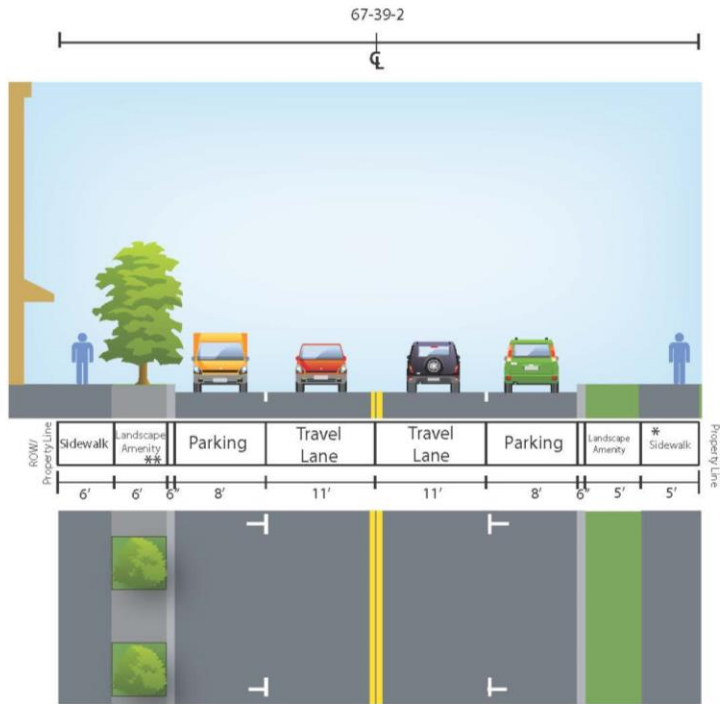 67-39-2
℄
ROW/
Property Line
Sidewalk
Landscape
Amenity
**
Parking
Travel
Lane
Travel
Lane
Parking
Landscape
Amenity
*
Sidewalk
Property Line
6' 6' 6" 8' 11' 11' 8' 6" 5' 5'